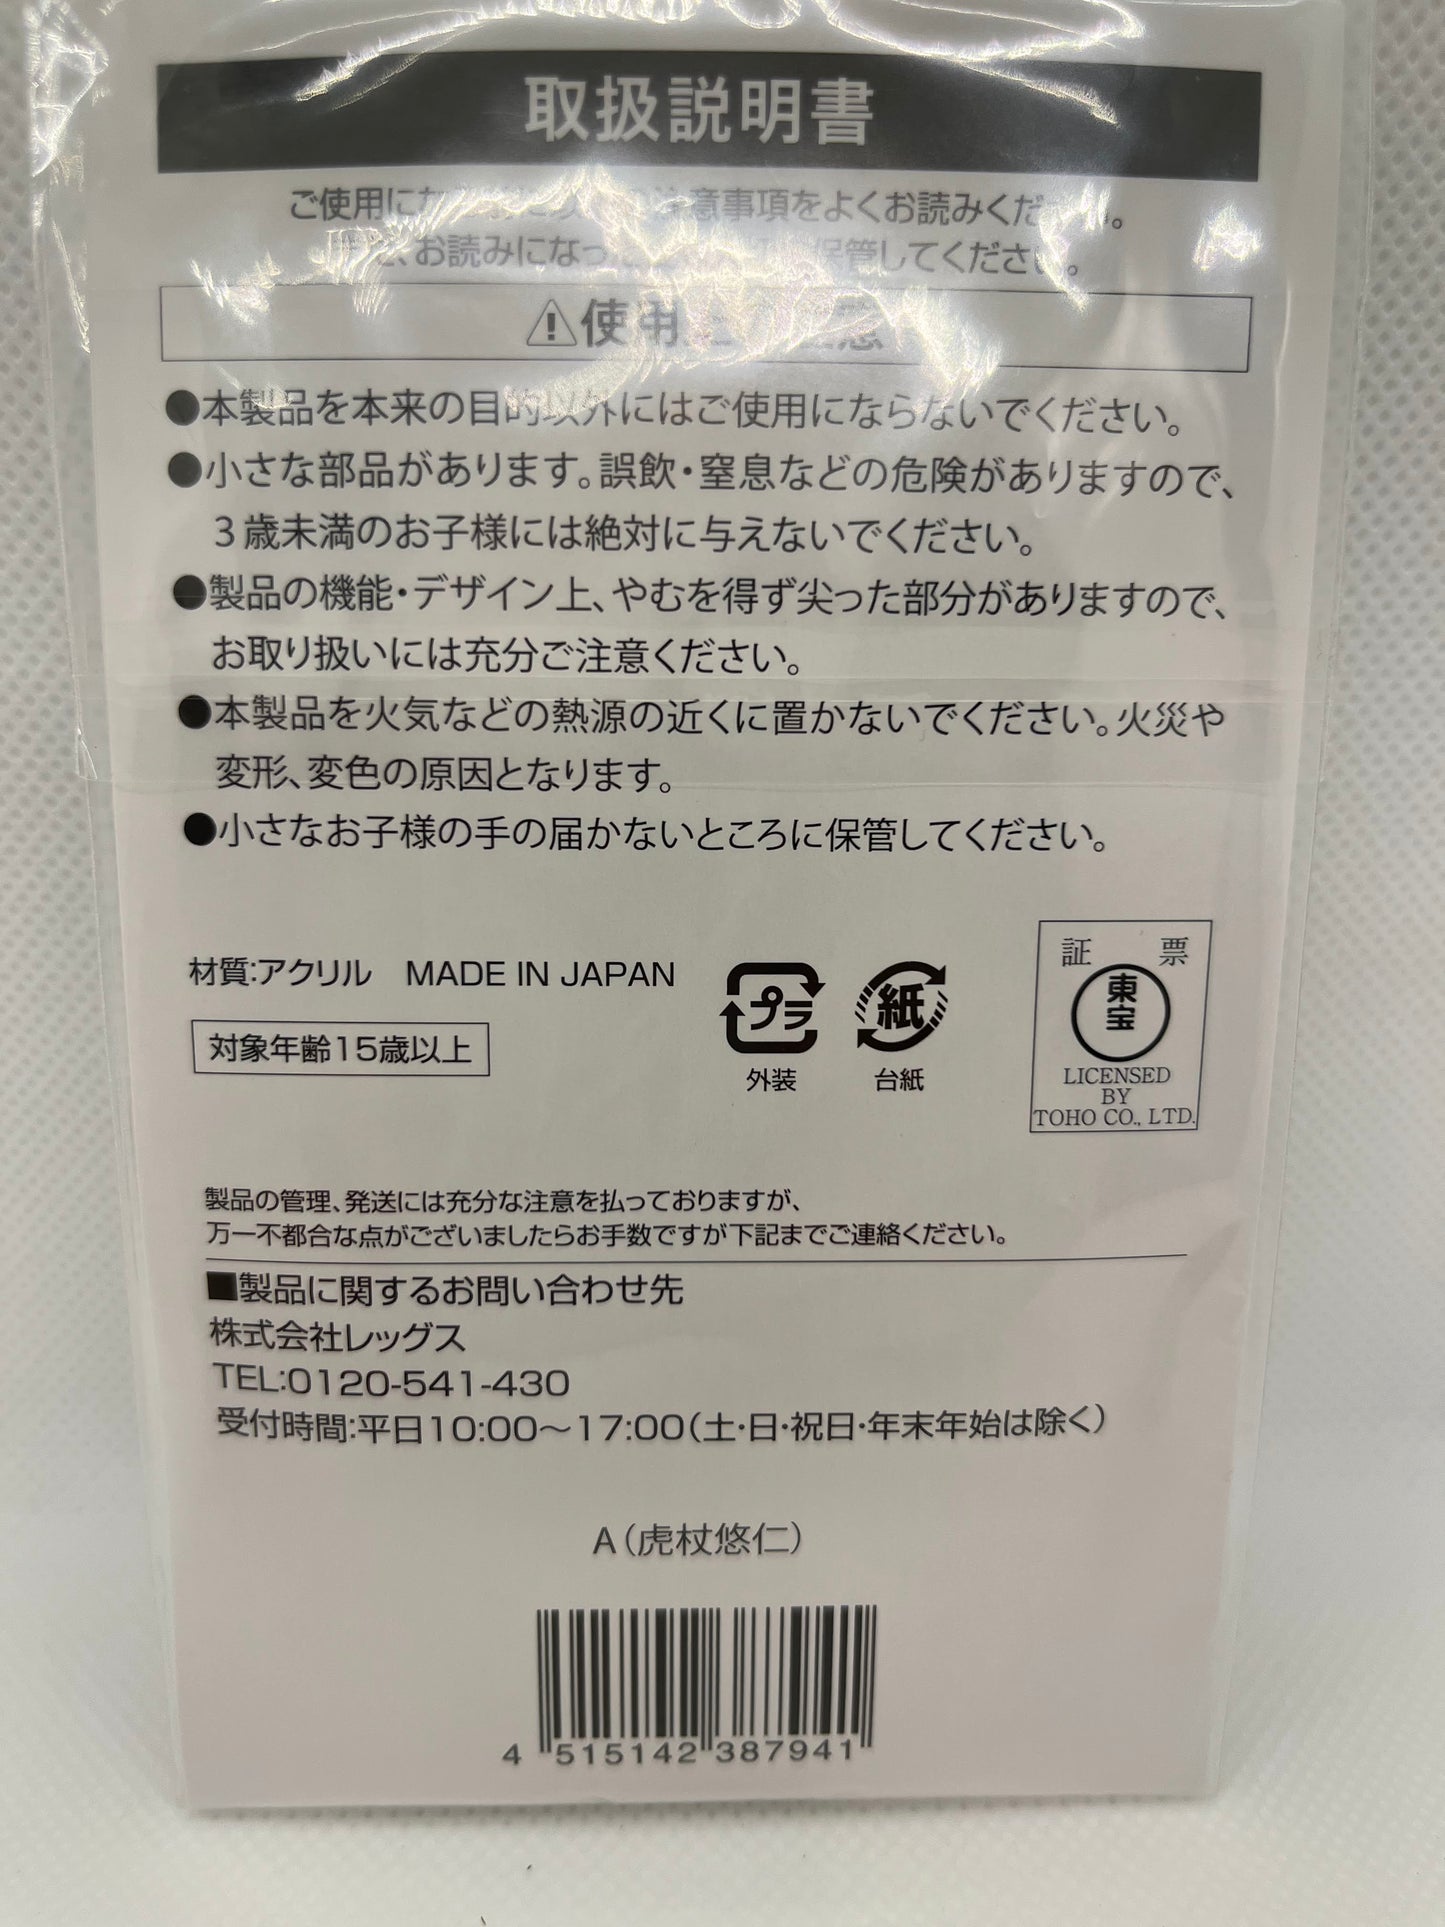 取扱説明書
ご使用にな 注意事項をよくお読みくだ 。
、お読みになっ 保管してください。
使用上 注意
●本製品を本来の目的以外にはご使用にならないでください。
●小さな部品があります。誤飲・窒息などの危険がありますので、
３歳未満のお子様には絶対に与えないでください。
●製品の機能・デザイン上、やむを得ず尖った部分がありますので、
お取り扱いには充分ご注意ください。
●本製品を火気などの熱源の近くに置かないでください。火災や
変形、変色の原因となります。
●小さなお子様の手の届かないところに保管してください。
材質:アクリル MADE IN JAPAN
対象年齢15歳以上
プラ
外装
紙
台紙
証 票
東宝
LICENSED
BY
TOHO CO., LTD.
製品の管理、発送には充分な注意を払っておりますが、
万一不都合な点がございましたらお手数ですが下記までご連絡ください。
■製品に関するお問い合わせ先
株式会社レッグス
TEL:0120-541-430
受付時間:平日10:00～17:00(土・日・祝日・年末年始は除く)
A(虎杖悠仁)
4 515142 387941